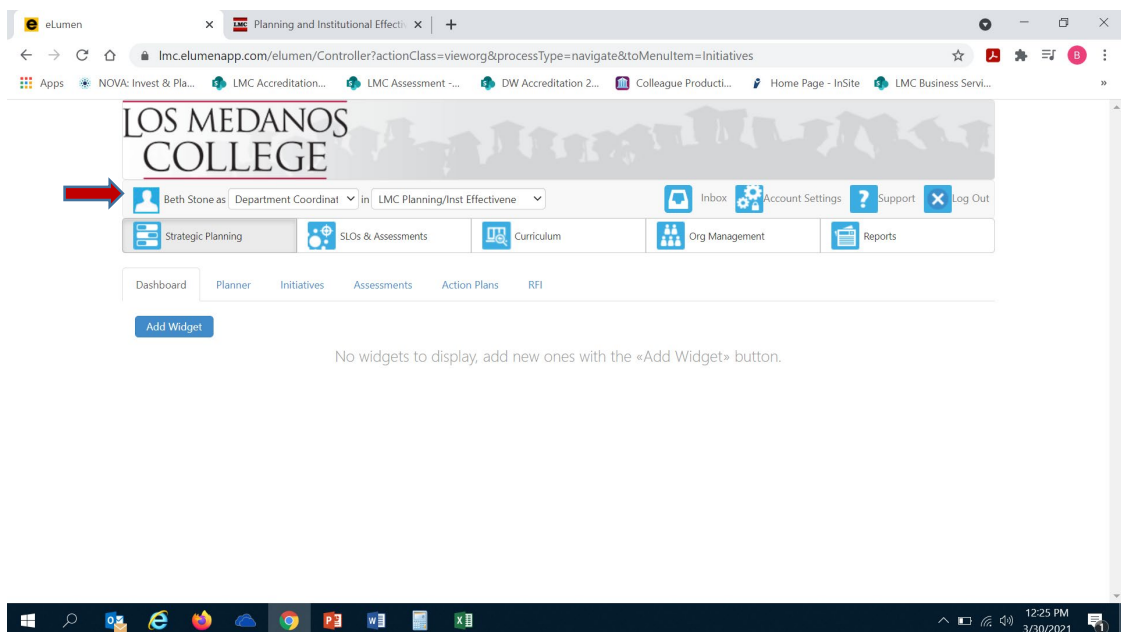 eLumen
LMC Planning and Institutional Effecti
lmc.elumenapp.com/elumen/Controller?actionClass=vieworg&processType=navigate&toMenuItem=Initiatives
B
Apps NOVA: Invest & Pla... LMC Accreditation... LMC Assessment -... DW Accreditation 2... Colleague Producti... Home Page - InSite LMC Business Servi... »
LOS MEDANOS
COLLEGE
Beth Stone as Department Coordinat in LMC Planning/Inst Effectivene Inbox Account Settings ? Support Log Out
Strategic Planning SLOs & Assessments Curriculum Org Management Reports
Dashboard Planner Initiatives Assessments Action Plans RFI
Add Widget
No widgets to display, add new ones with the «Add Widget» button.
12:25 PM
3/30/2021